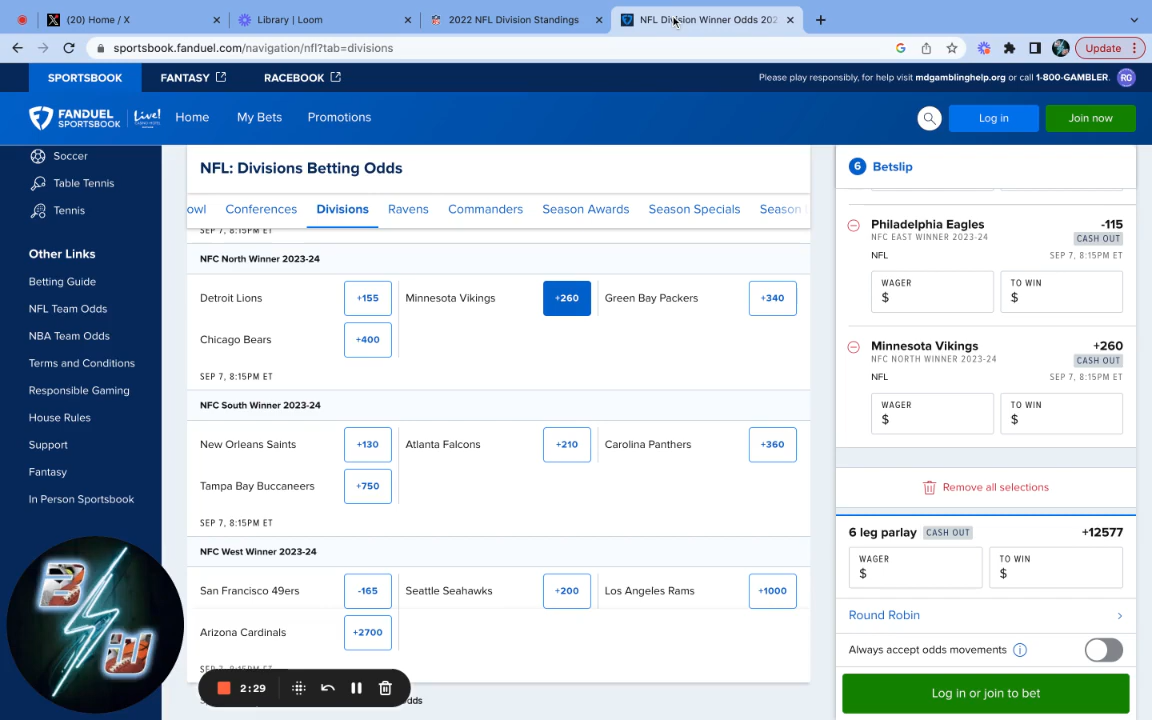 (20) Home / X
Library | Loom
2022 NFL Division Standings
NFL Division Winner Odds 202
sportsbook.fanduel.com/navigation/nfl?tab=divisions
Update
SPORTSBOOK
FANTASY
RACEBOOK
Please play responsibly, for help visit mdgamblinghelp.org or call 1-800-GAMBLER.
RG
FANDUEL
SPORTSBOOK
Live!
Home
My Bets
Promotions
Log in
Join now
Soccer
Table Tennis
Tennis
Other Links
Betting Guide
NFL Team Odds
NBA Team Odds
Terms and Conditions
Responsible Gaming
House Rules
Support
Fantasy
In Person Sportsbook
NFL: Divisions Betting Odds
owl
Conferences
Divisions
Ravens
Commanders
Season Awards
Season Specials
Season
SEP 7, 8:15PM ET
NFC North Winner 2023-24
Detroit Lions
+155
Minnesota Vikings
+260
Green Bay Packers
+340
Chicago Bears
+400
SEP 7, 8:15PM ET
NFC South Winner 2023-24
New Orleans Saints
+130
Atlanta Falcons
+210
Carolina Panthers
+360
Tampa Bay Buccaneers
+750
SEP 7, 8:15PM ET
NFC West Winner 2023-24
San Francisco 49ers
-165
Seattle Seahawks
+200
Los Angeles Rams
+1000
Arizona Cardinals
+2700
SEP 7, 8:15PM ET
2:29
odds
6
Betslip
Philadelphia Eagles
-115
NFC EAST WINNER 2023-24
CASH OUT
NFL
SEP 7, 8:15PM ET
WAGER
$
TO WIN
$
Minnesota Vikings
+260
NFC NORTH WINNER 2023-24
CASH OUT
NFL
SEP 7, 8:15PM ET
WAGER
$
TO WIN
$
Remove all selections
6 leg parlay
CASH OUT
+12577
WAGER
$
TO WIN
$
Round Robin
Always accept odds movements
Log in or join to bet